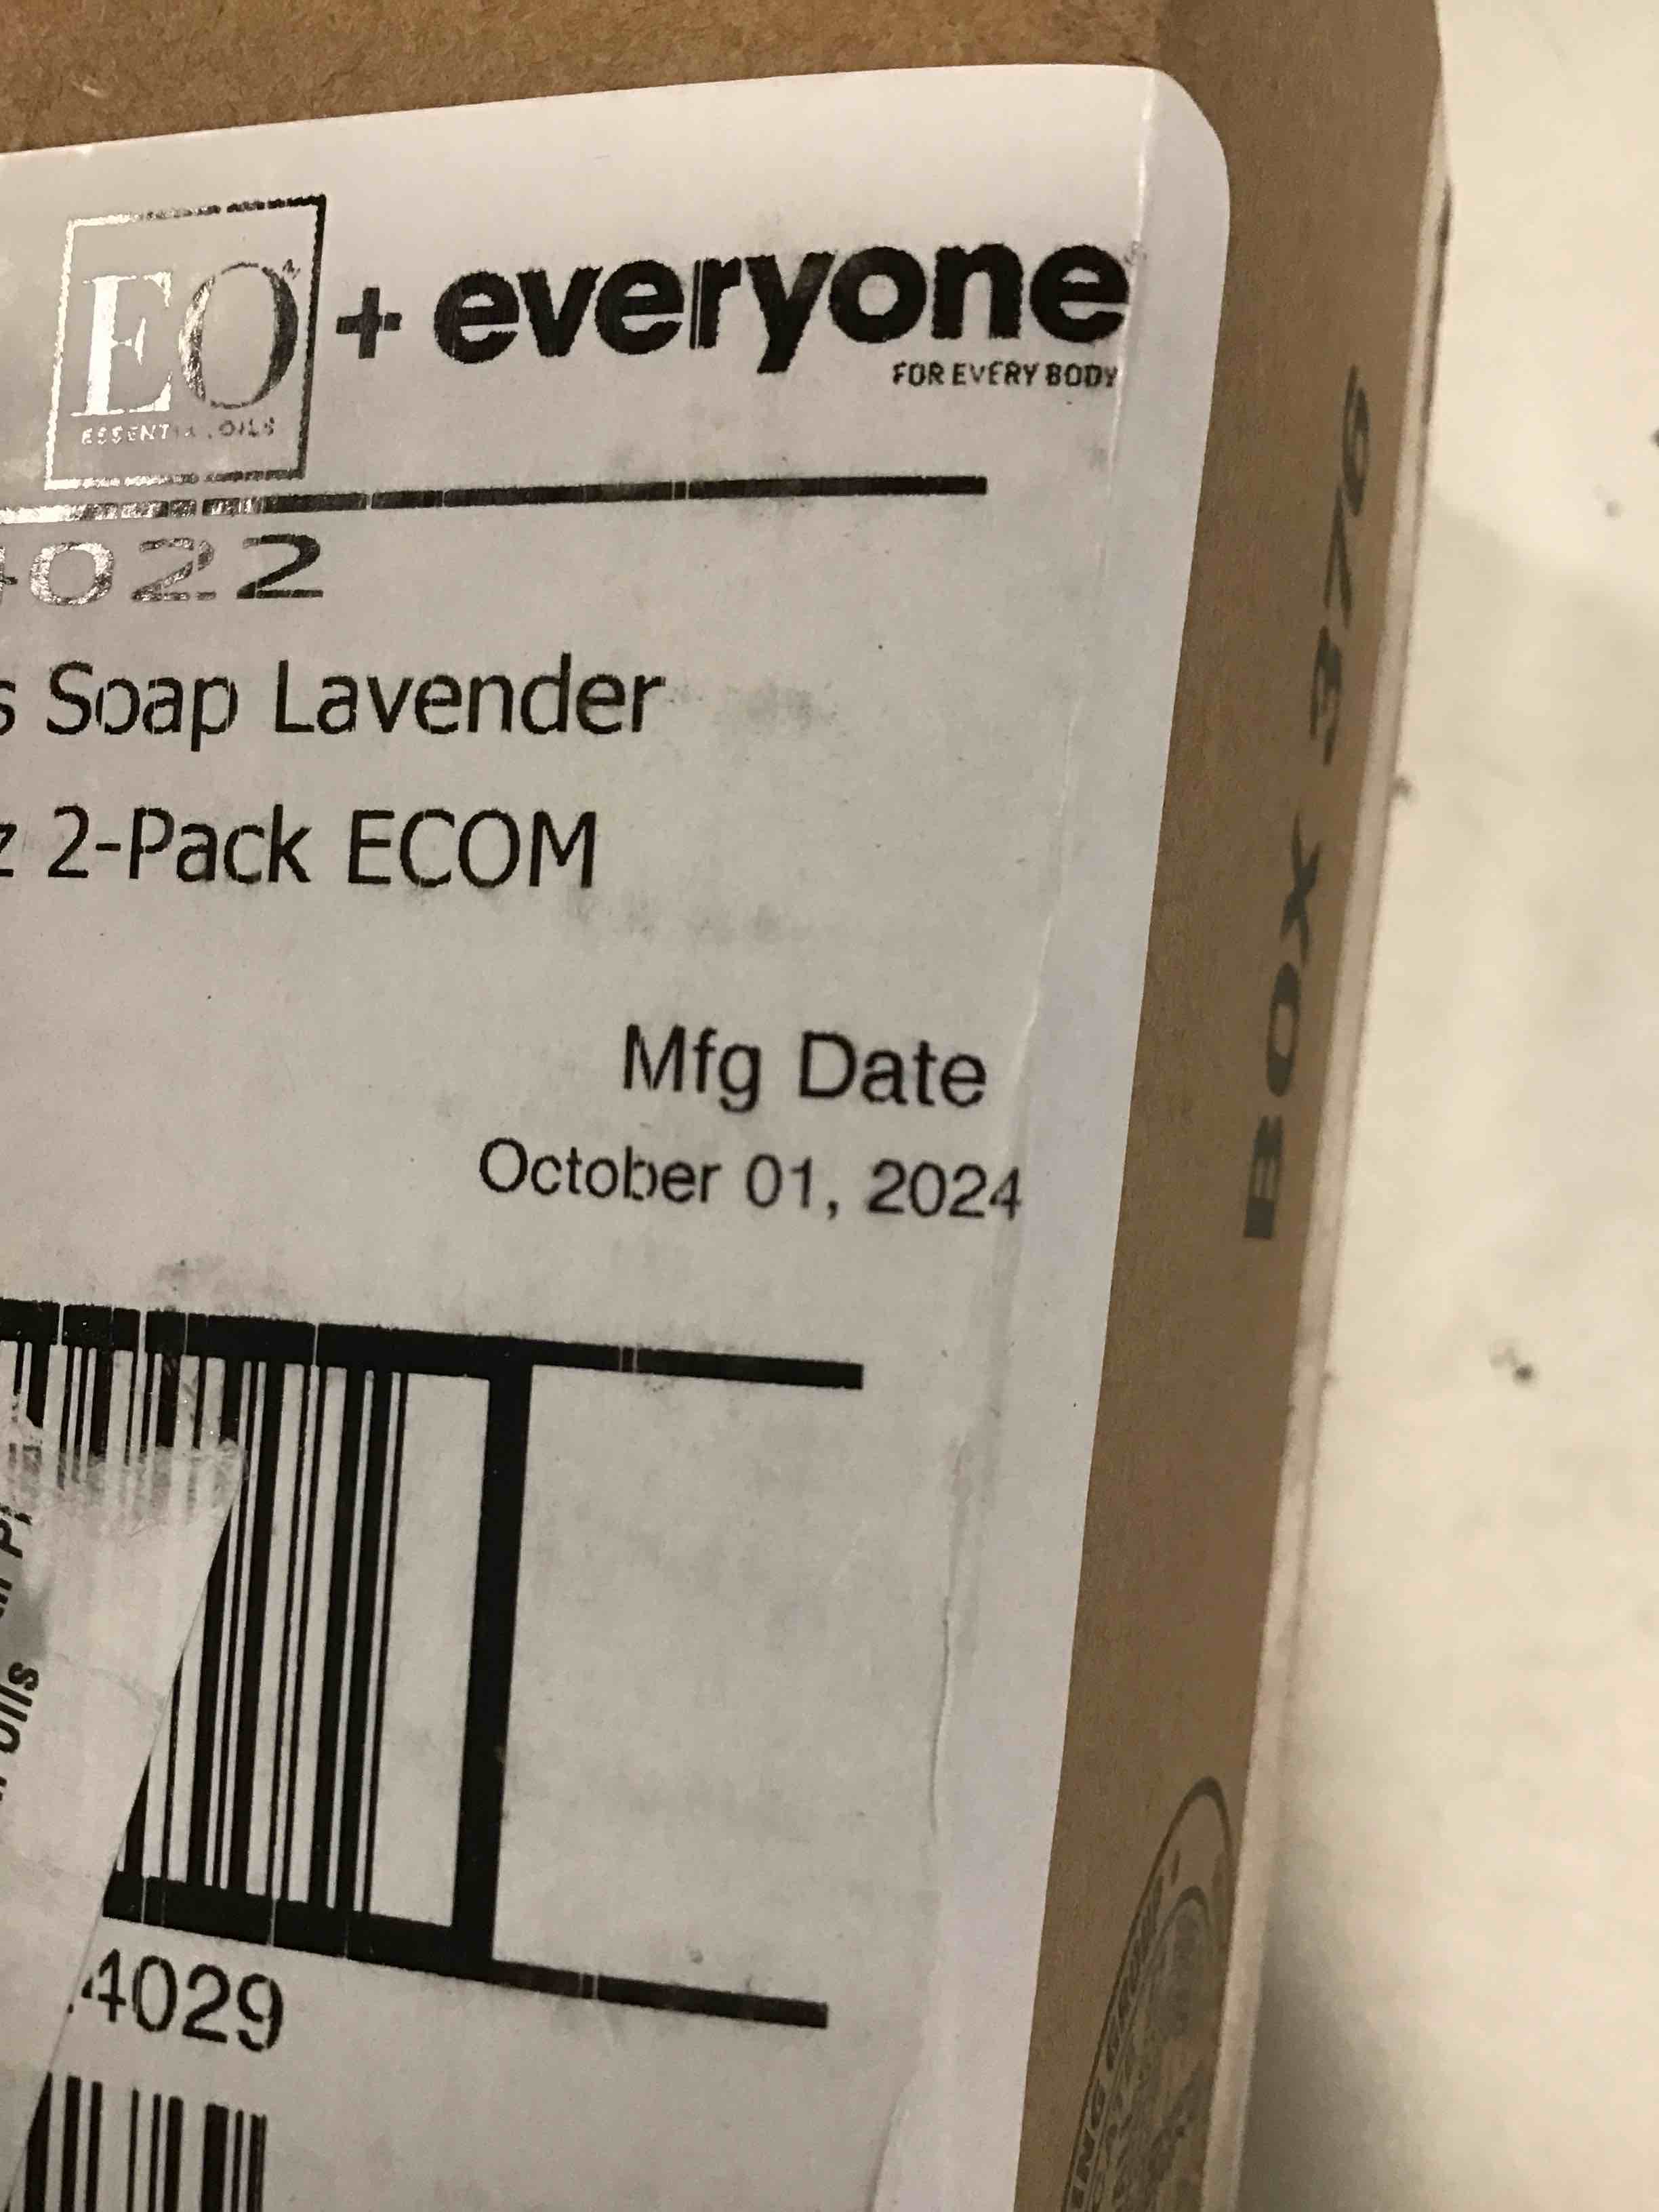 EO + everyone
ESSENTIAL OILS
FOR EVERY BODY
4022
s Soap Lavender
z 2-Pack ECOM
Mfg Date
October 01, 2024
4029
BOX 376